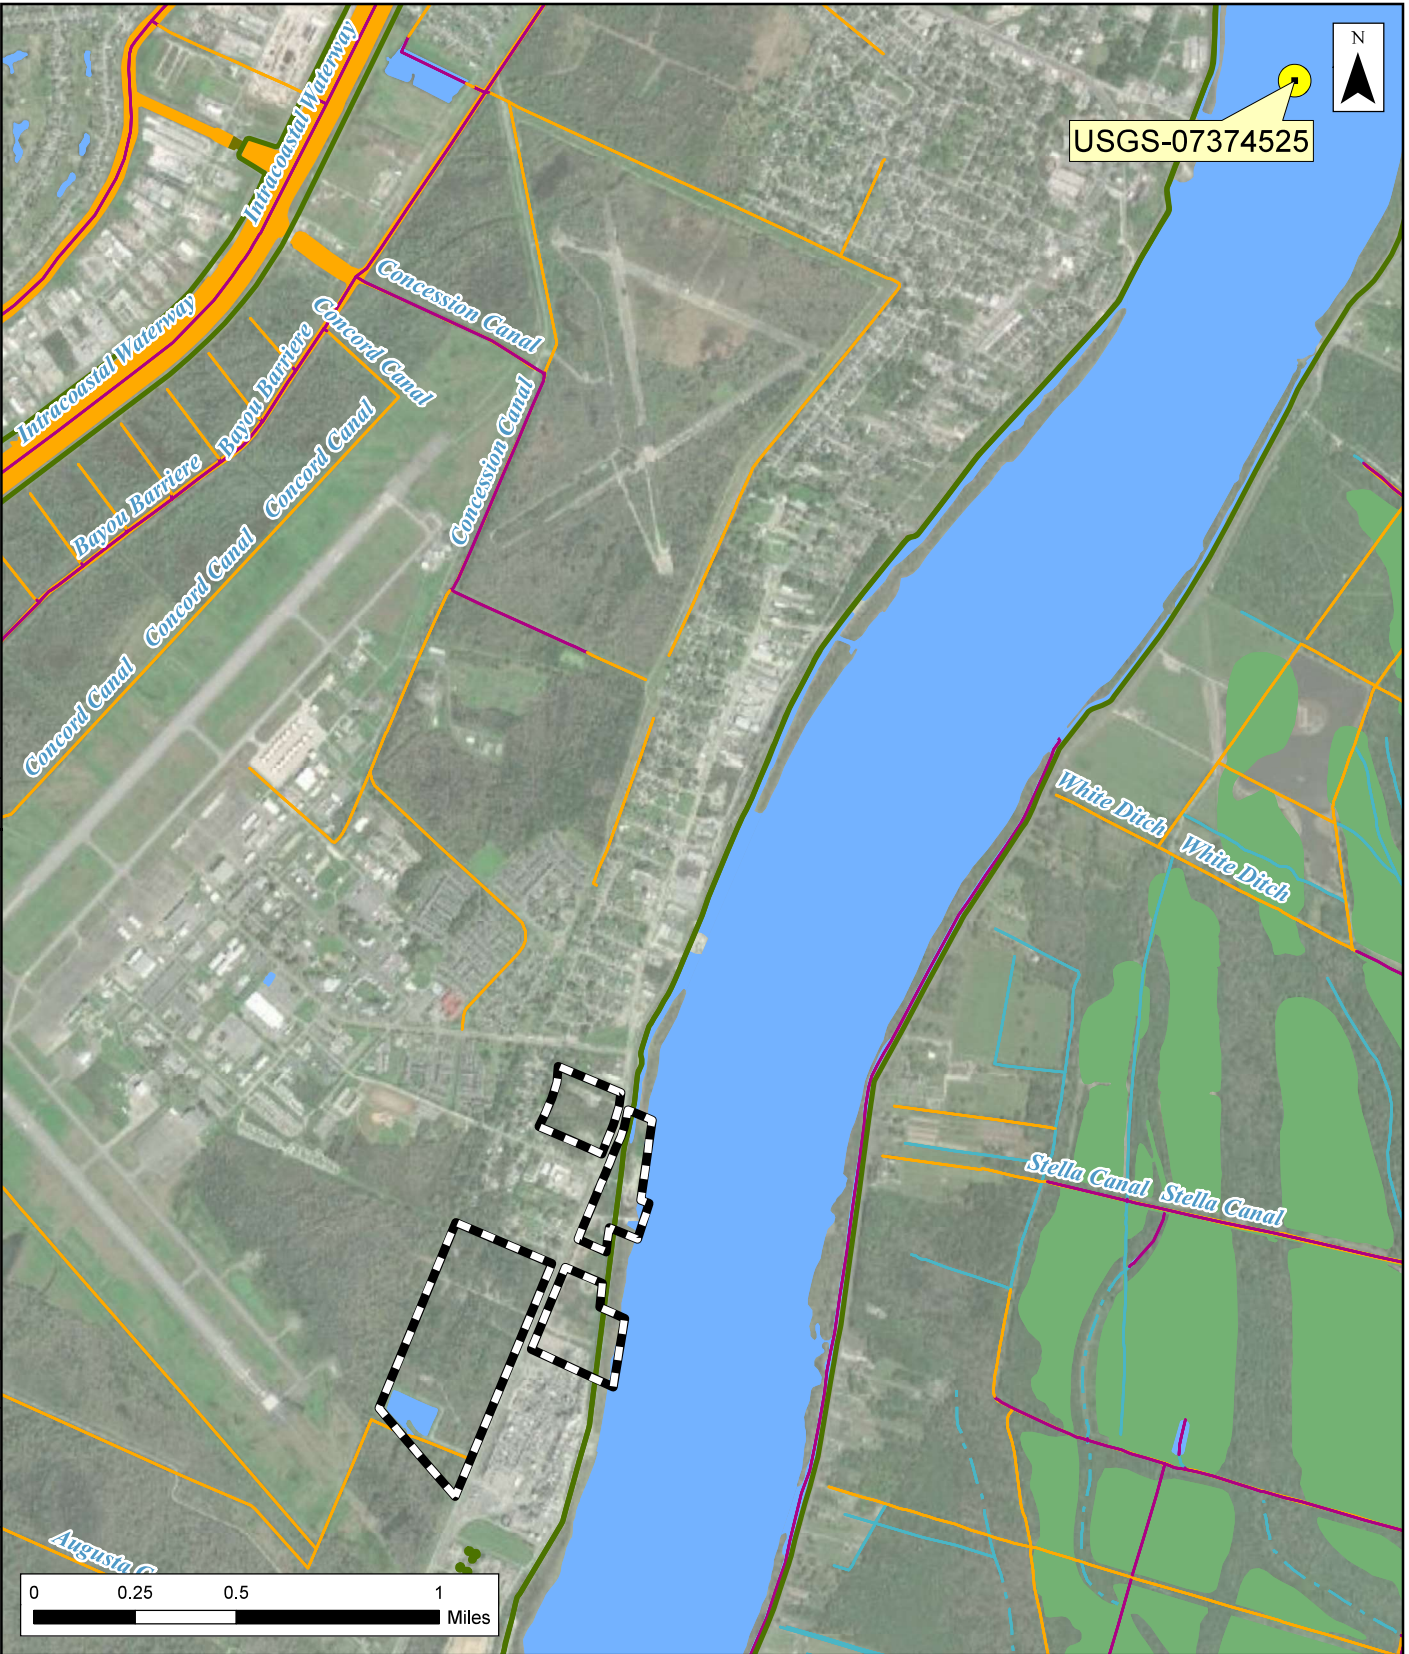 N
USGS-07374525
Intracoastal Waterway
Intracoastal Waterway
Concession Canal
Concord Canal
Bayou Barriere
Concession Canal
Concord Canal
Bayou Barriere
Concord Canal
Concord Canal
White Ditch
White Ditch
Stella Canal
Stella Canal
Augusta
0 0.25 0.5 1
Miles